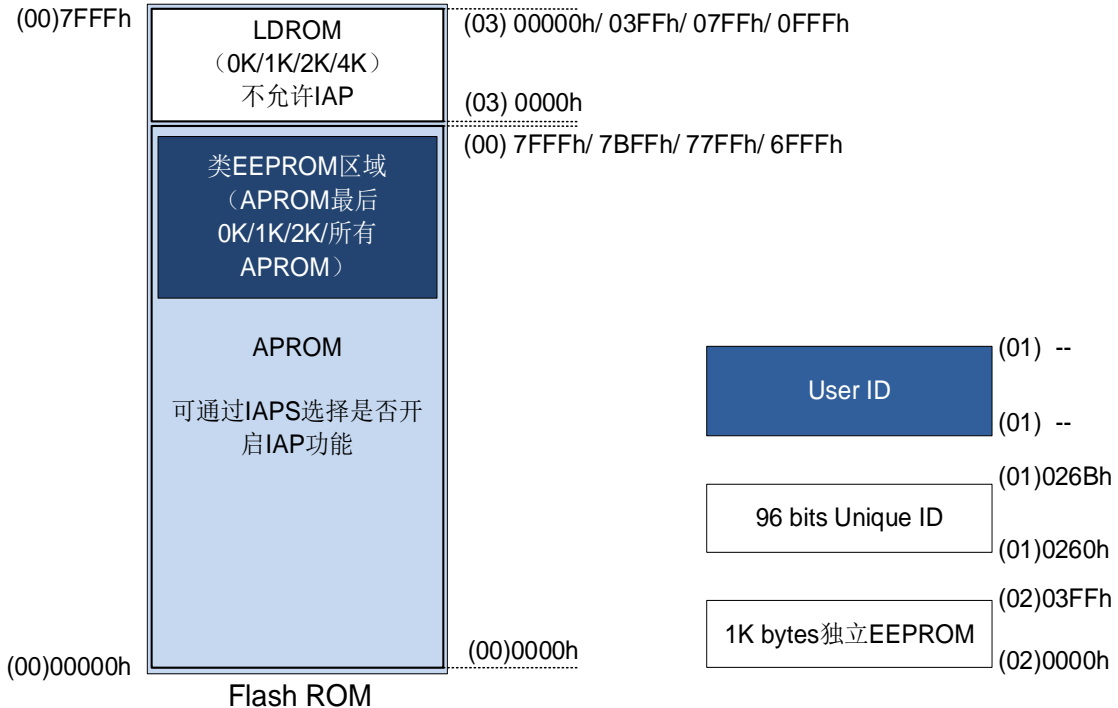 (00)7FFFh
LDROM
（0K/1K/2K/4K）
不允许IAP
(03) 00000h/ 03FFh/ 07FFh/ 0FFFh
(03) 0000h
(00) 7FFFh/ 7BFFh/ 77FFh/ 6FFFh
类EEPROM区域
（APROM最后
0K/1K/2K/所有
APROM）
APROM
可通过IAPS选择是否开
启IAP功能
(00)00000h
(00)0000h
Flash ROM
(01) --
User ID
(01) --
(01)026Bh
96 bits Unique ID
(01)0260h
(02)03FFh
1K bytes独立EEPROM
(02)0000h